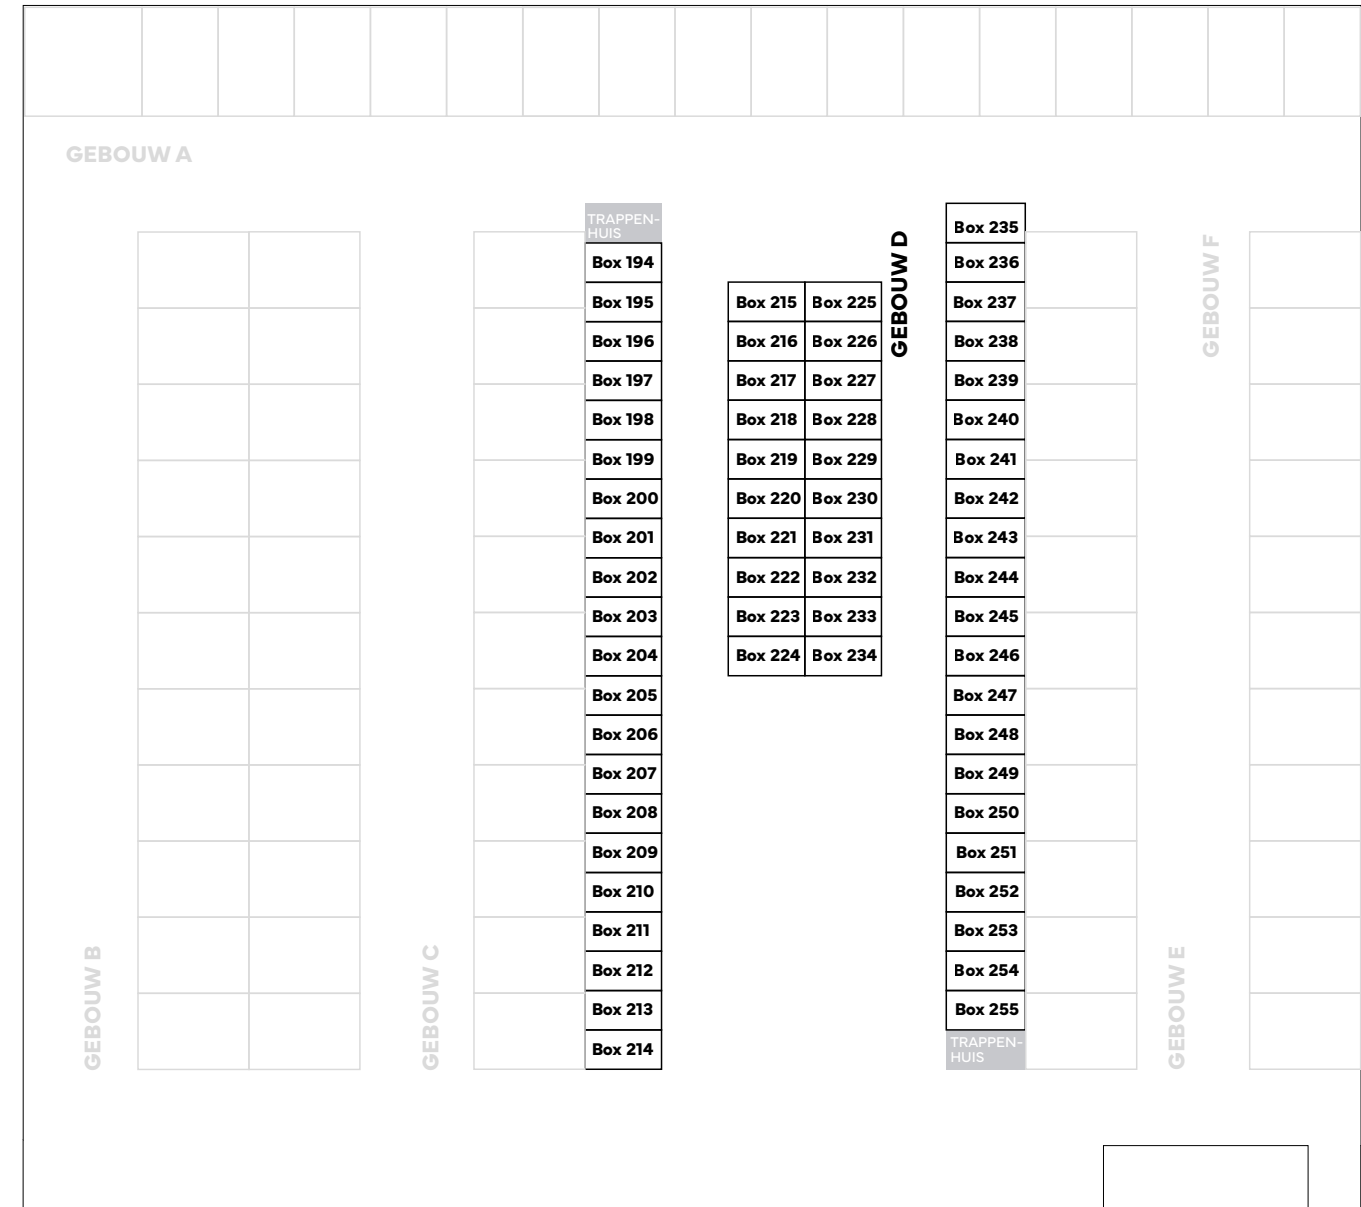 GEBOUW A
TRAPPEN-
HUIS
Box 194
Box 195
Box 196
Box 197
Box 198
Box 199
Box 200
Box 201
Box 202
Box 203
Box 204
Box 205
Box 206
Box 207
Box 208
Box 209
Box 210
Box 211
Box 212
Box 213
Box 214
Box 215
Box 216
Box 217
Box 218
Box 219
Box 220
Box 221
Box 222
Box 223
Box 224
Box 225
Box 226
Box 227
Box 228
Box 229
Box 230
Box 231
Box 232
Box 233
Box 234
GEBOUW D
Box 235
Box 236
Box 237
Box 238
Box 239
Box 240
Box 241
Box 242
Box 243
Box 244
Box 245
Box 246
Box 247
Box 248
Box 249
Box 250
Box 251
Box 252
Box 253
Box 254
Box 255
TRAPPEN-
HUIS
GEBOUW F
GEBOUW B
GEBOUW C
GEBOUW E